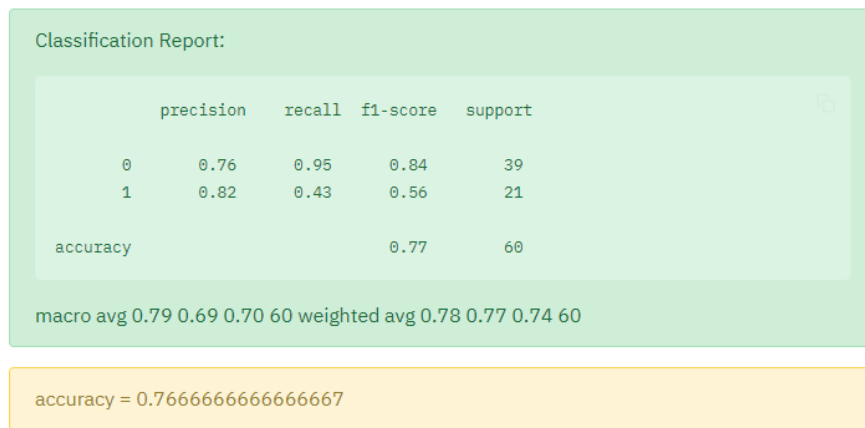 Classification Report:
precision recall f1-score support
0 0.76 0.95 0.84 39
1 0.82 0.43 0.56 21
accuracy 0.77 60
macro avg 0.79 0.69 0.70 60 weighted avg 0.78 0.77 0.74 60
accuracy = 0.7666666666666667